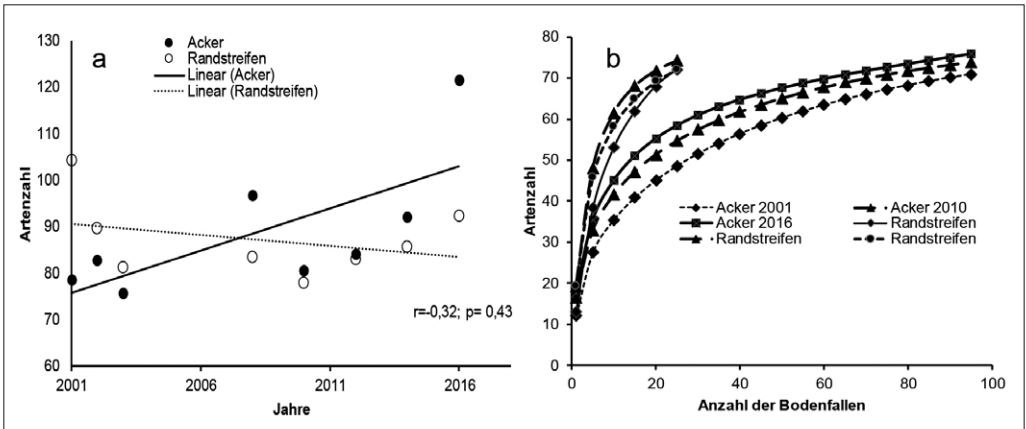 a
Acker
Randstreifen
Linear (Acker)
Linear (Randstreifen)
Artenzahl
130
120
110
100
90
80
70
60
r=-0,32; p= 0,43
2001
2006
2011
2016
Jahre
b
Artenzahl
80
70
60
50
40
30
20
10
0
Acker 2001
Acker 2010
Acker 2016
Randstreifen
Randstreifen
Randstreifen
0
20
40
60
80
100
Anzahl der Bodenfallen